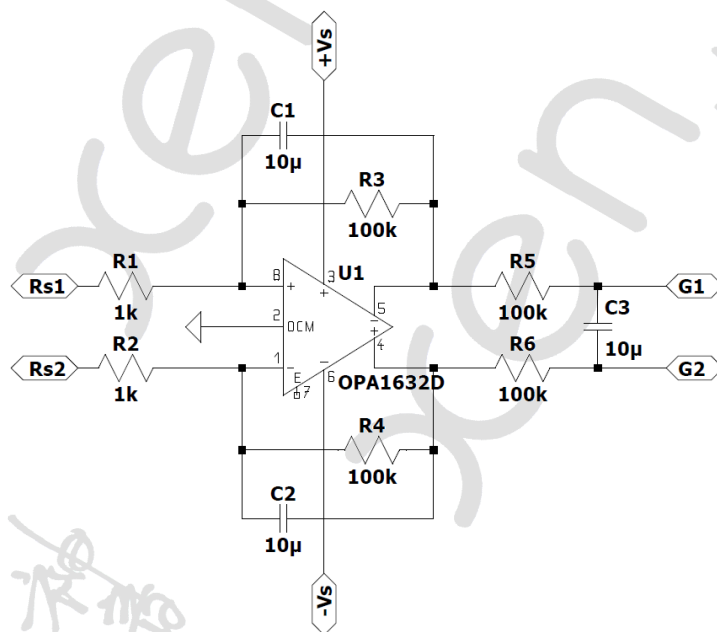 +Vs
C1
10µ
R3
100k
R1
1k
Rs1
8
3
U1
R5
100k
G1
2
OCM
5
C3
10µ
Rs2
R2
1k
1
4
R6
100k
G2
E
7
6
OPA1632D
R4
100k
C2
10µ
-Vs